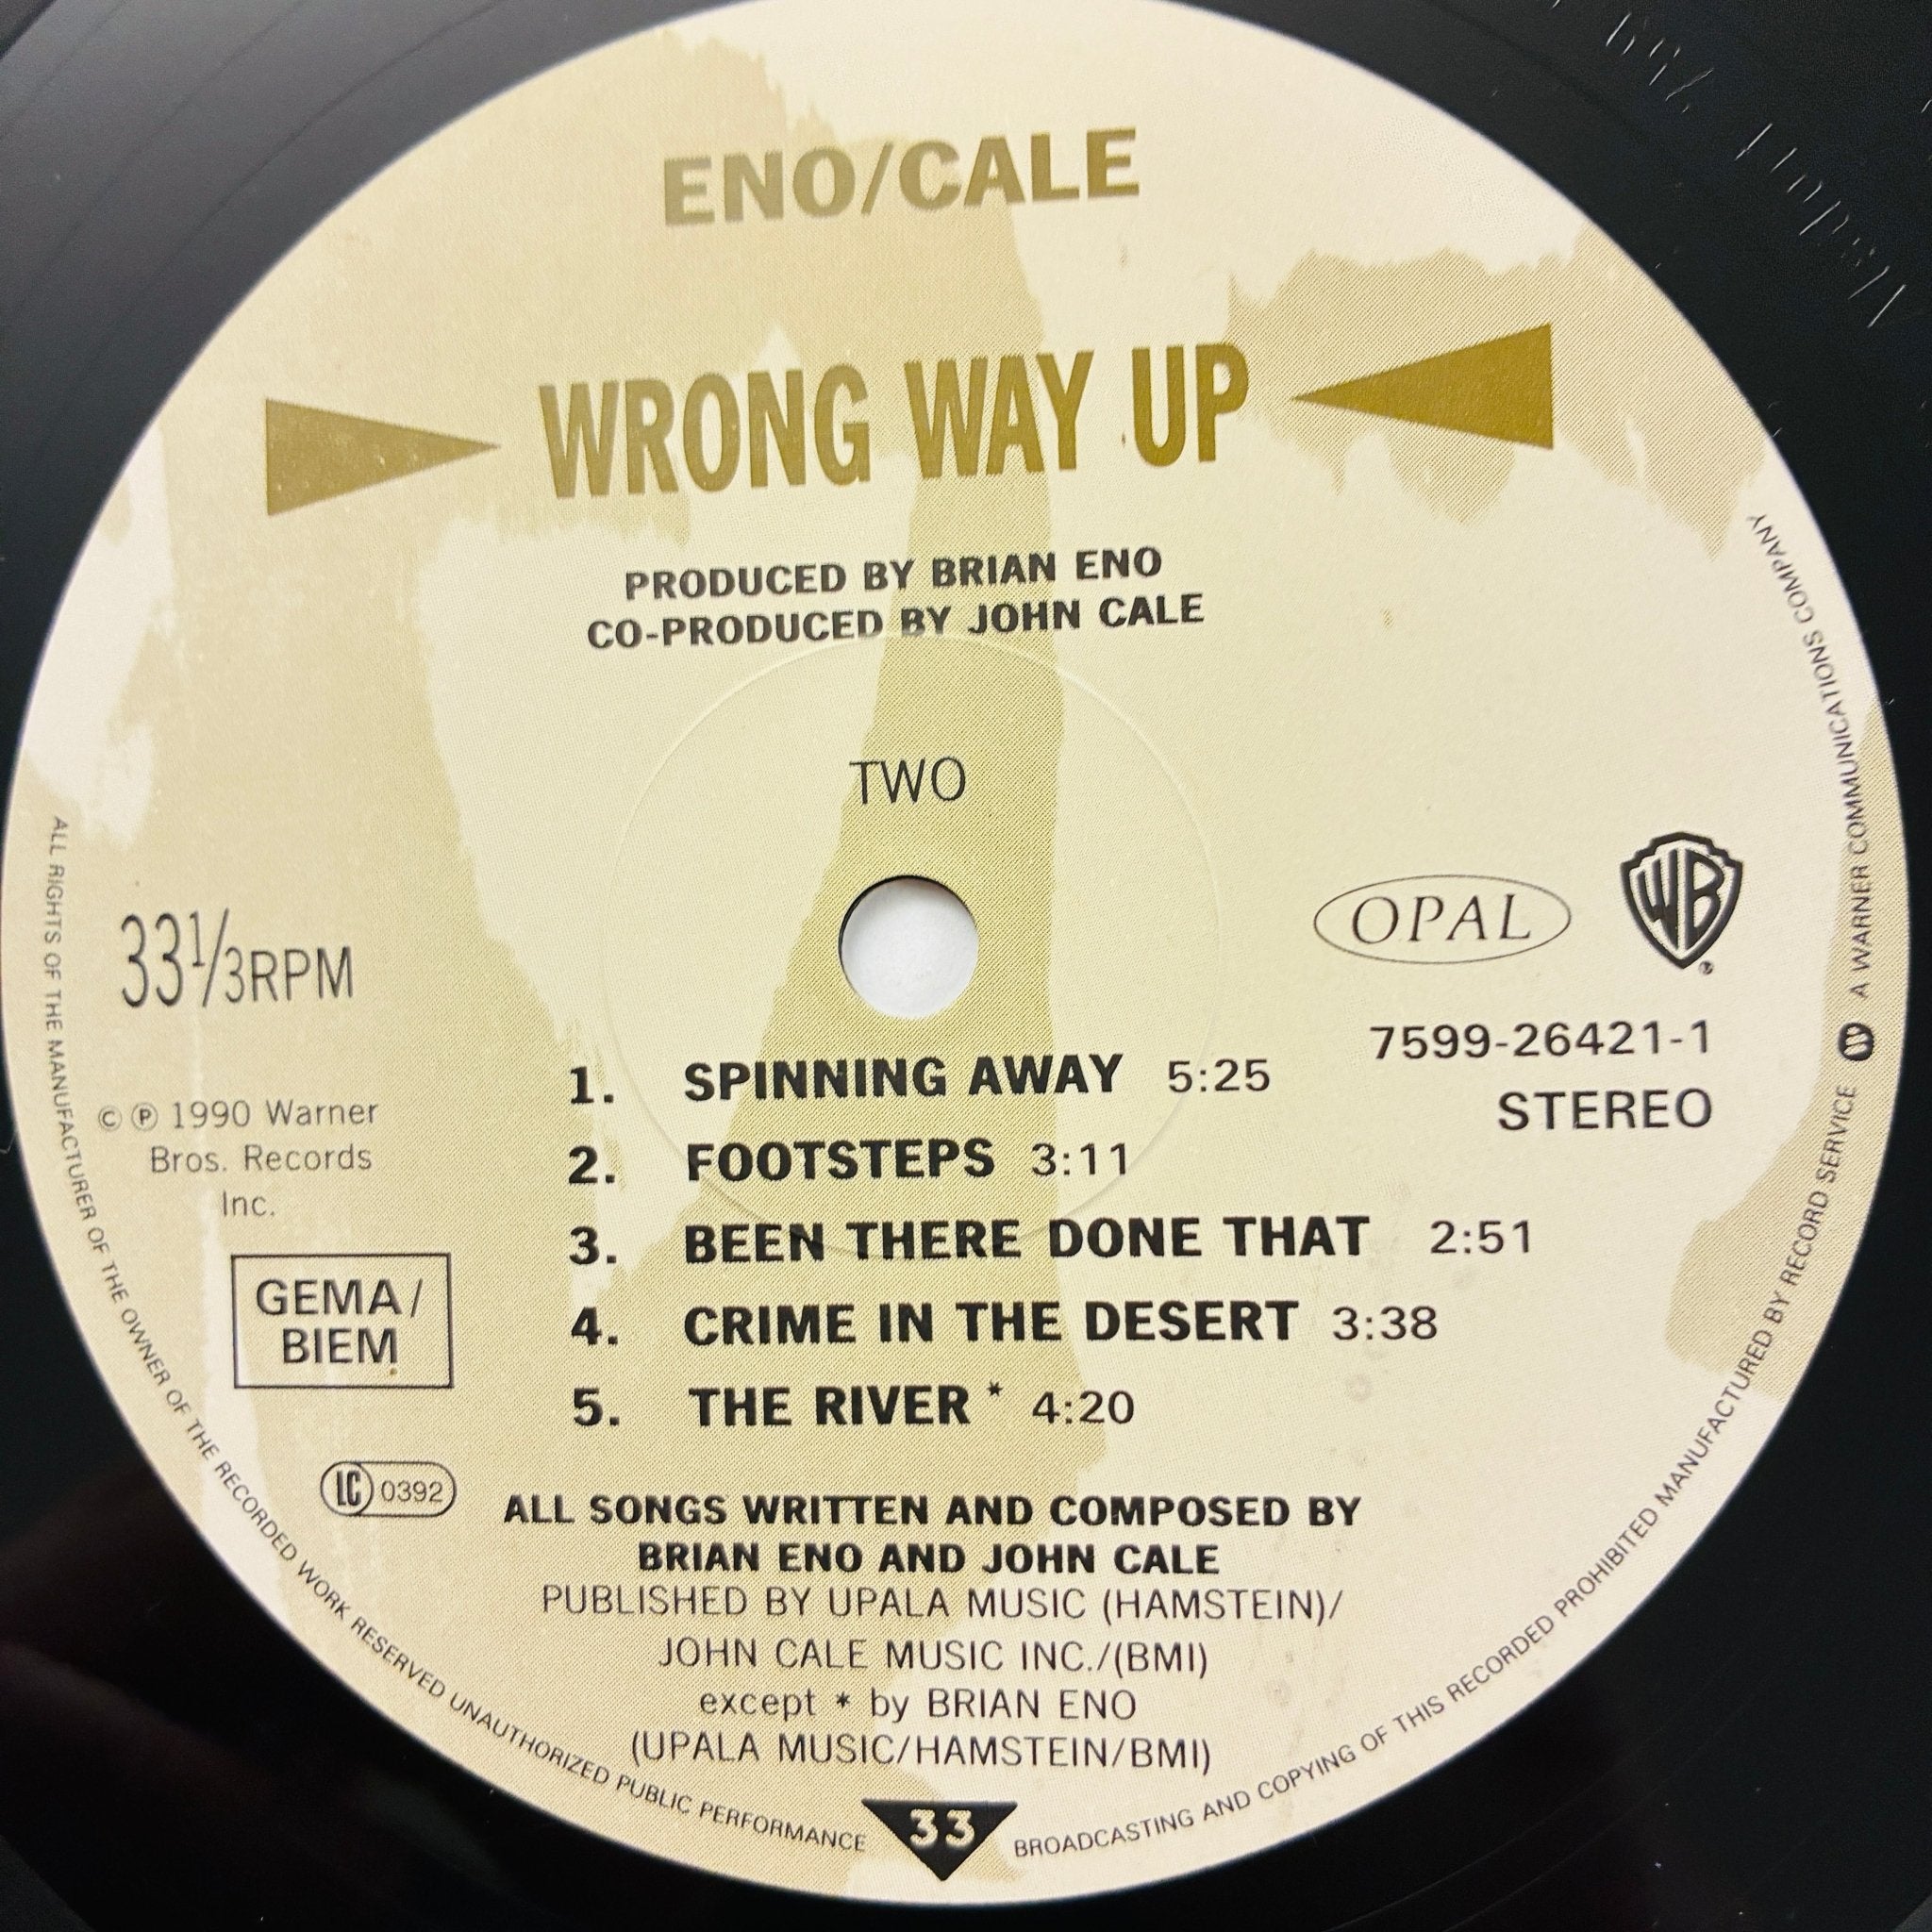 ENO/CALE
WRONG WAY UP
PRODUCED BY BRIAN ENO
CO-PRODUCED BY JOHN CALE
TWO
33⅓RPM
OPAL
WB
®
7599-26421-1
STEREO
© ℗ 1990 Warner
Bros. Records
Inc.
GEMA/
BIEM
LC 0392
1. SPINNING AWAY 5:25
2. FOOTSTEPS 3:11
3. BEEN THERE DONE THAT 2:51
4. CRIME IN THE DESERT 3:38
5. THE RIVER * 4:20
ALL SONGS WRITTEN AND COMPOSED BY
BRIAN ENO AND JOHN CALE
PUBLISHED BY UPALA MUSIC (HAMSTEIN)/
JOHN CALE MUSIC INC./(BMI)
except * by BRIAN ENO
(UPALA MUSIC/HAMSTEIN/BMI)
33
ALL RIGHTS OF THE MANUFACTURER OF THE OWNER OF THE RECORDED WORK RESERVED UNAUTHORIZED PUBLIC PERFORMANCE BROADCASTING AND COPYING OF THIS RECORDED PROHIBITED MANUFACTURED BY RECORD SERVICE A WARNER COMMUNICATIONS COMPANY